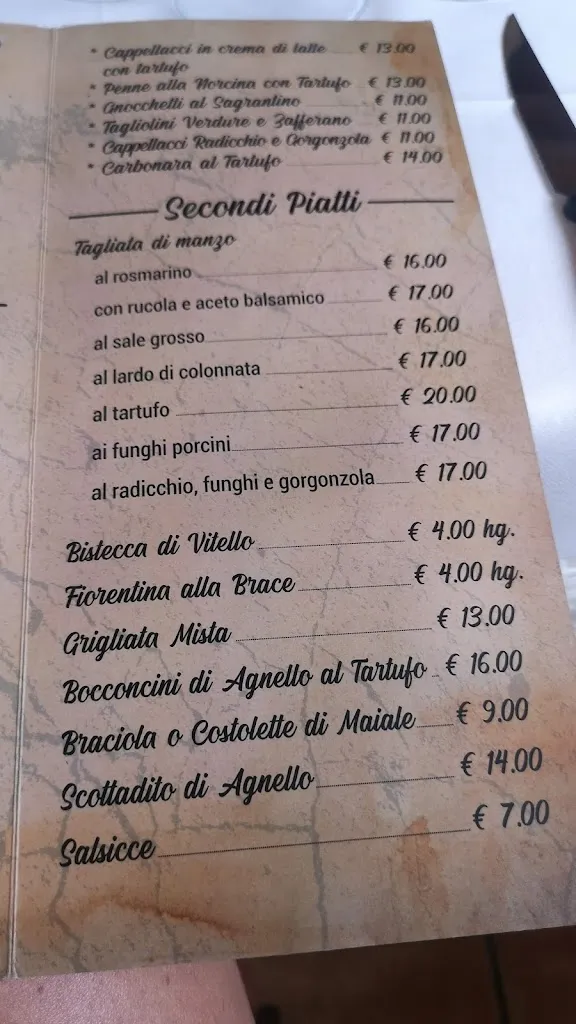 * Cappellacci in crema di latte € 13.00
con tartufo
* Penne alla Norcina con Tartufo € 13.00
* Gnocchetti al Sagrantino € 11.00
* Tagliolini Verdure e Zafferano € 11.00
* Cappellacci Radicchio e Gorgonzola € 11.00
* Carbonara al Tartufo € 14.00
Secondi Piatti
Tagliata di manzo
al rosmarino € 16.00
con rucola e aceto balsamico € 17.00
al sale grosso € 16.00
al lardo di colonnata € 17.00
al tartufo € 20.00
ai funghi porcini € 17.00
al radicchio, funghi e gorgonzola € 17.00
Bistecca di Vitello € 4.00 hg.
Fiorentina alla Brace € 4.00 hg.
Grigliata Mista € 13.00
Bocconcini di Agnello al Tartufo € 16.00
Braciola o Costolette di Maiale € 9.00
Scottadito di Agnello € 14.00
Salsicce € 7.00